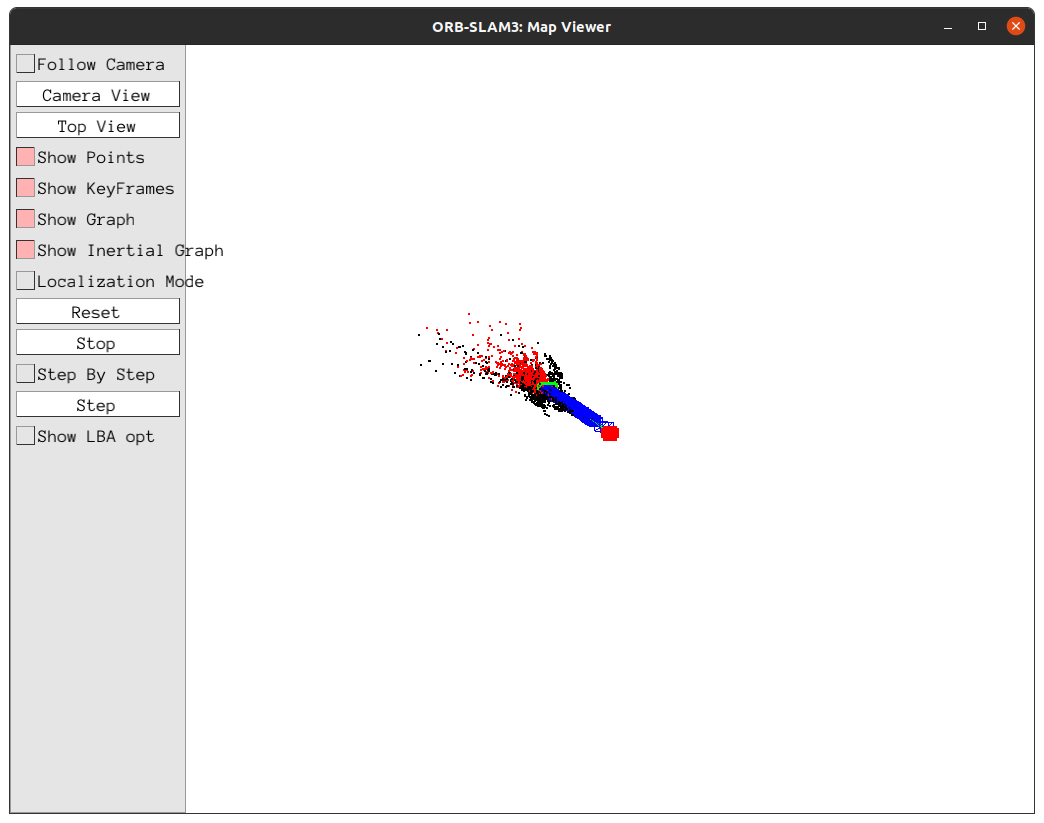 ORB-SLAM3: Map Viewer
Follow Camera
Camera View
Top View
Show Points
Show KeyFrames
Show Graph
Show Inertial Graph
Localization Mode
Reset
Stop
Step By Step
Step
Show LBA opt